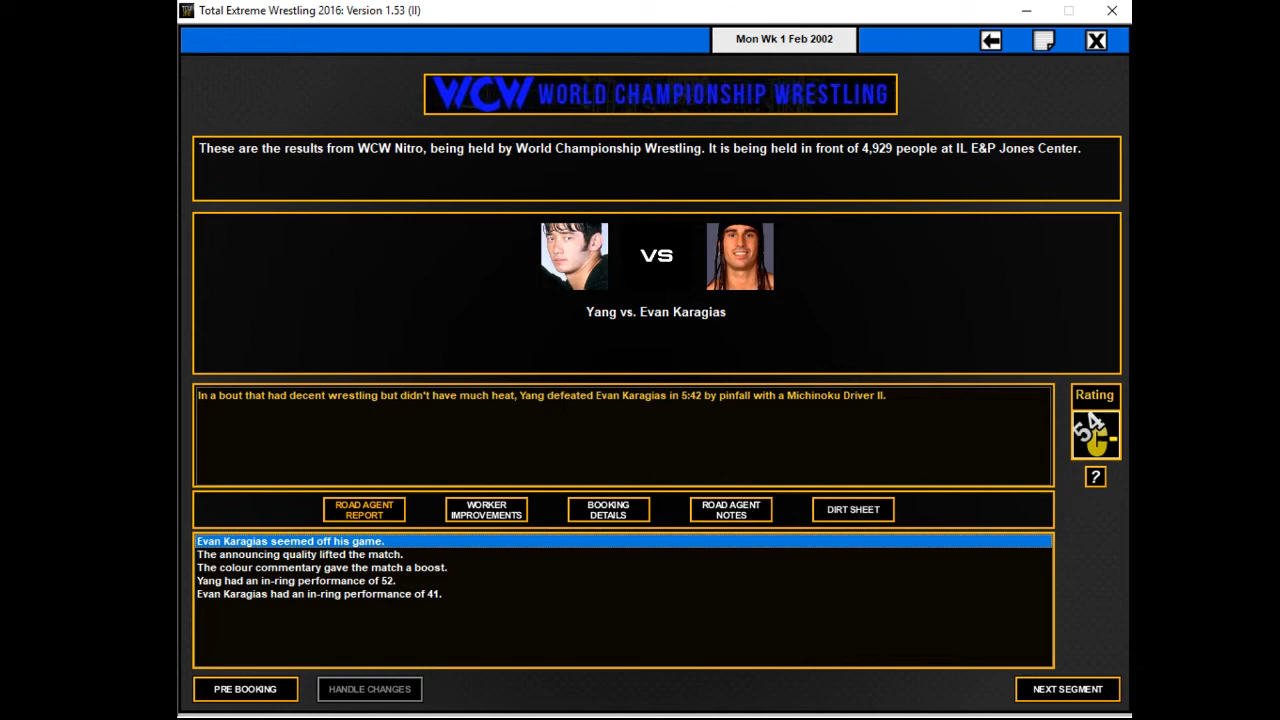 Total Extreme Wrestling 2016: Version 1.53 (II)
Mon Wk 1 Feb 2002
WCW WORLD CHAMPIONSHIP WRESTLING
These are the results from WCW Nitro, being held by World Championship Wrestling. It is being held in front of 4,929 people at IL E&P Jones Center.
VS
Yang vs. Evan Karagias
In a bout that had decent wrestling but didn't have much heat, Yang defeated Evan Karagias in 5:42 by pinfall with a Michinoku Driver II.
Rating
54
C-
?
ROAD AGENT
REPORT
WORKER
IMPROVEMENTS
BOOKING
DETAILS
ROAD AGENT
NOTES
DIRT SHEET
Evan Karagias seemed off his game.
The announcing quality lifted the match.
The colour commentary gave the match a boost.
Yang had an in-ring performance of 52.
Evan Karagias had an in-ring performance of 41.
PRE BOOKING
HANDLE CHANGES
NEXT SEGMENT